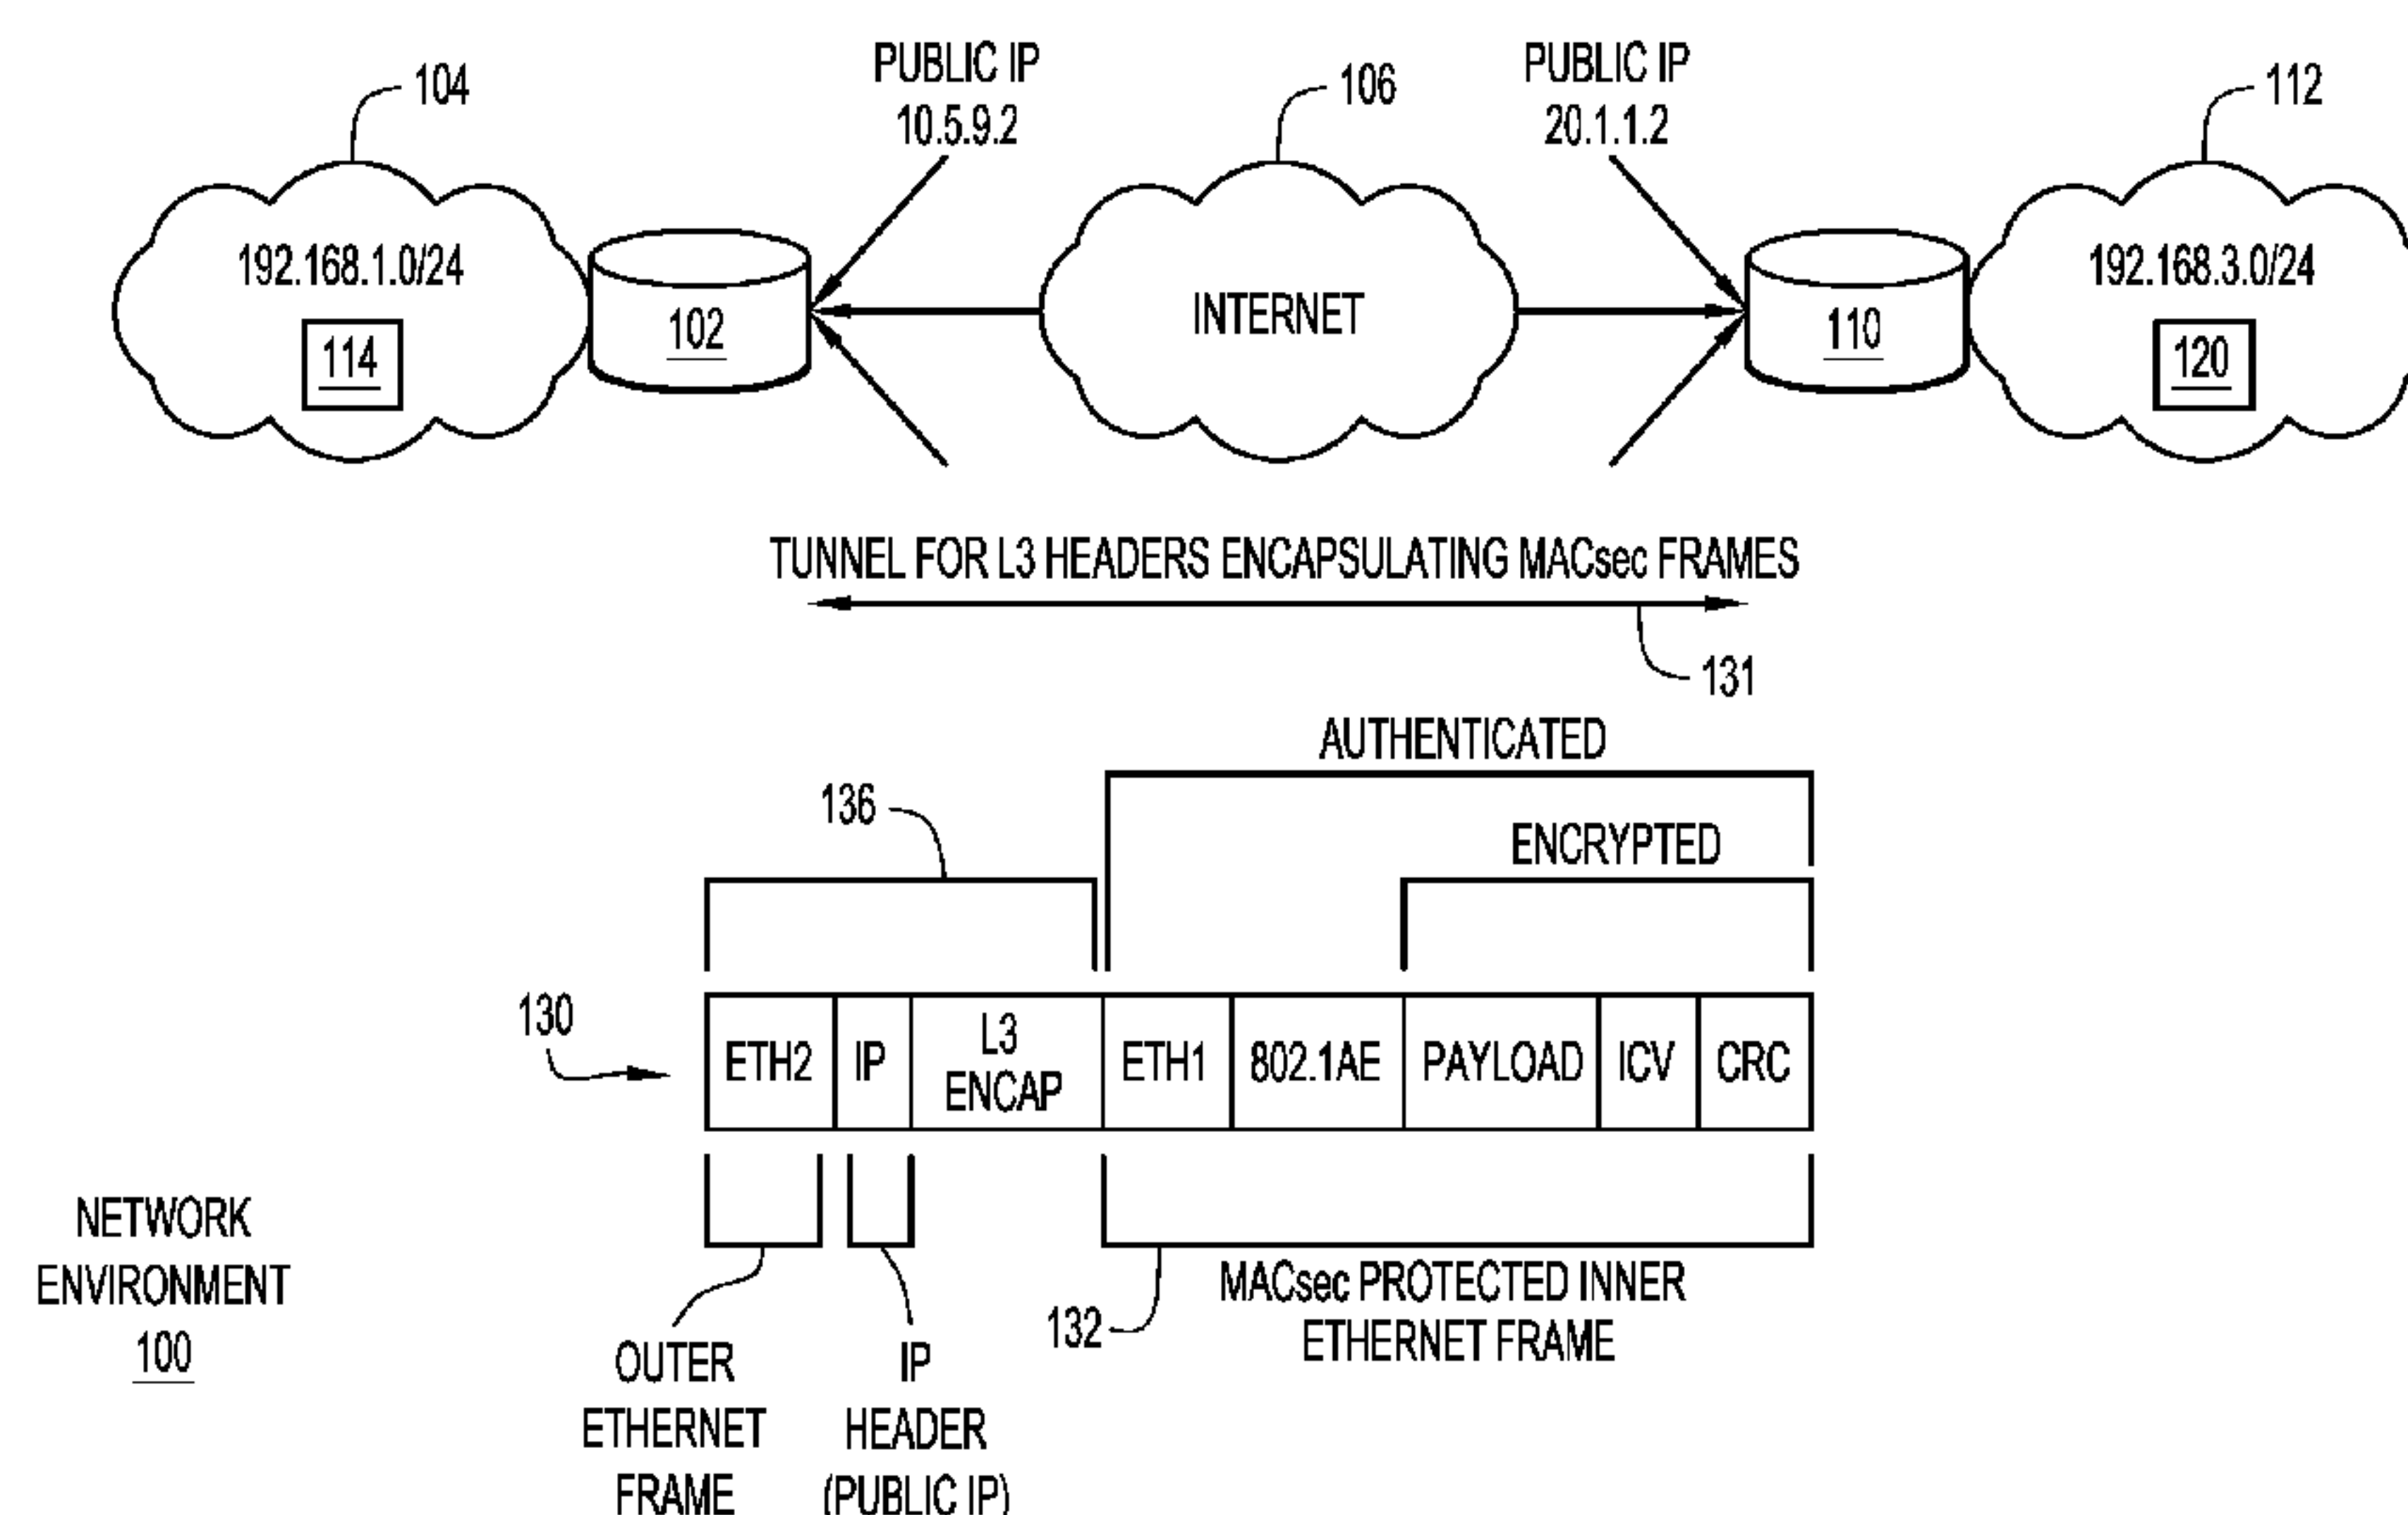 104
PUBLIC IP
10.5.9.2
106
PUBLIC IP
20.1.1.2
112
192.168.1.0/24
114
102
INTERNET
110
192.168.3.0/24
120
TUNNEL FOR L3 HEADERS ENCAPSULATING MACsec FRAMES
131
AUTHENTICATED
136
ENCRYPTED
130
ETH2
IP
L3
ENCAP
ETH1
802.1AE
PAYLOAD
ICV
CRC
NETWORK
ENVIRONMENT
100
132
MACsec PROTECTED INNER
ETHERNET FRAME
OUTER
ETHERNET
FRAME
IP
HEADER
(PUBLIC IP)